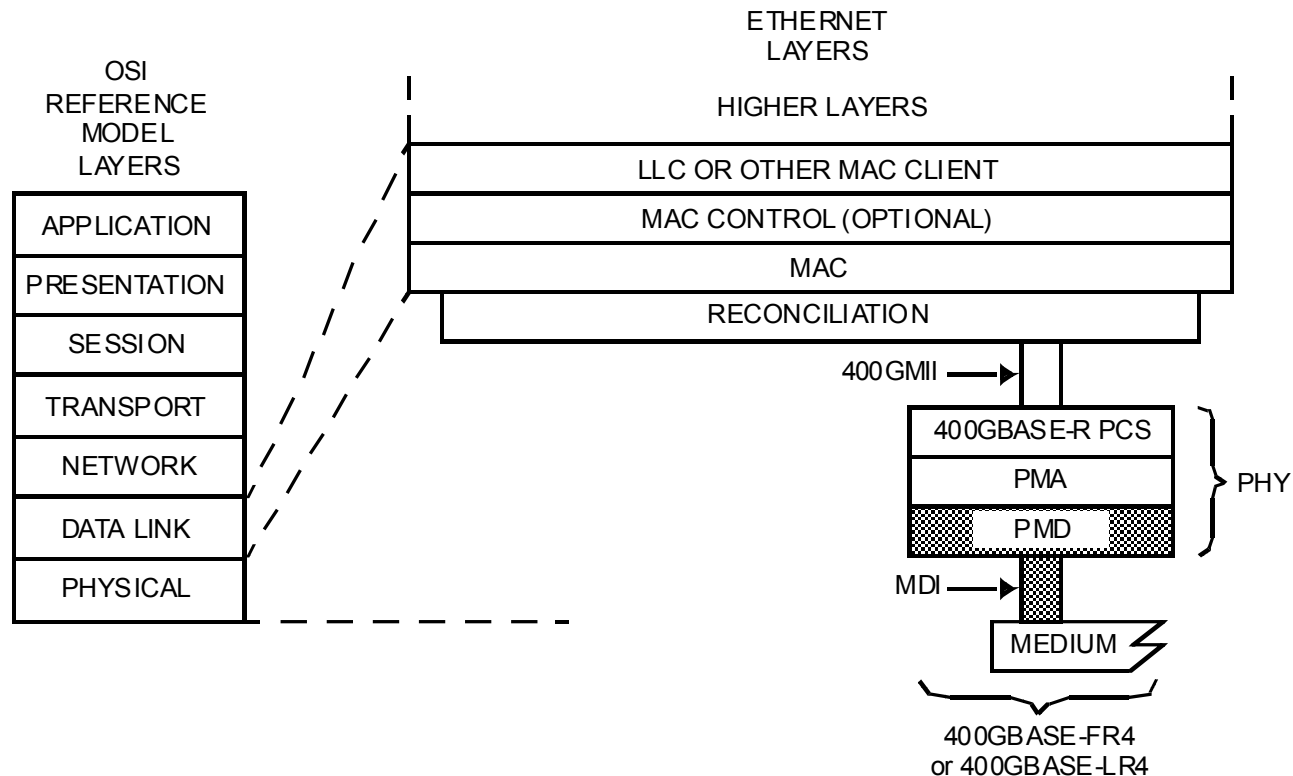 ETHERNET
LAYERS
OSI
REFERENCE
MODEL
LAYERS
HIGHER LAYERS
LLC OR OTHER MAC CLIENT
MAC CONTROL (OPTIONAL)
MAC
RECONCILIATION
APPLICATION
PRESENTATION
SESSION
TRANSPORT
NETWORK
DATA LINK
PHYSICAL
400GMII
400GBASE-R PCS
PMA
PMD
PHY
MDI
MEDIUM
400GBASE-FR4
or 400GBASE-LR4